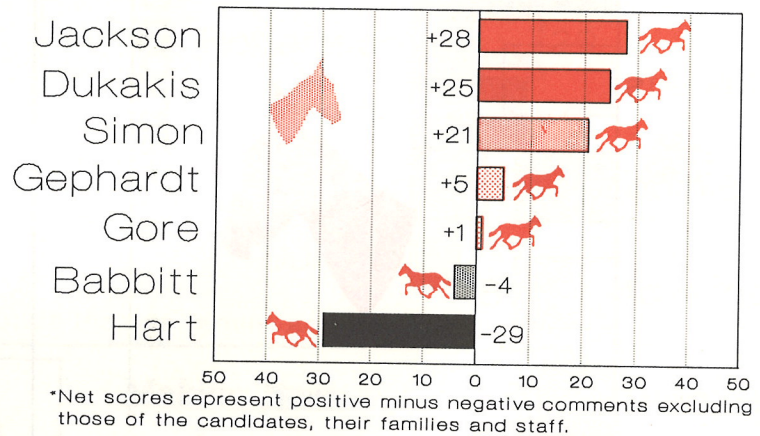 Jackson +28
Dukakis +25
Simon +21
Gephardt +5
Gore +1
Babbitt -4
Hart -29
50 40 30 20 10 0 10 20 30 40 50
*Net scores represent positive minus negative comments excluding
those of the candidates, their families and staff.